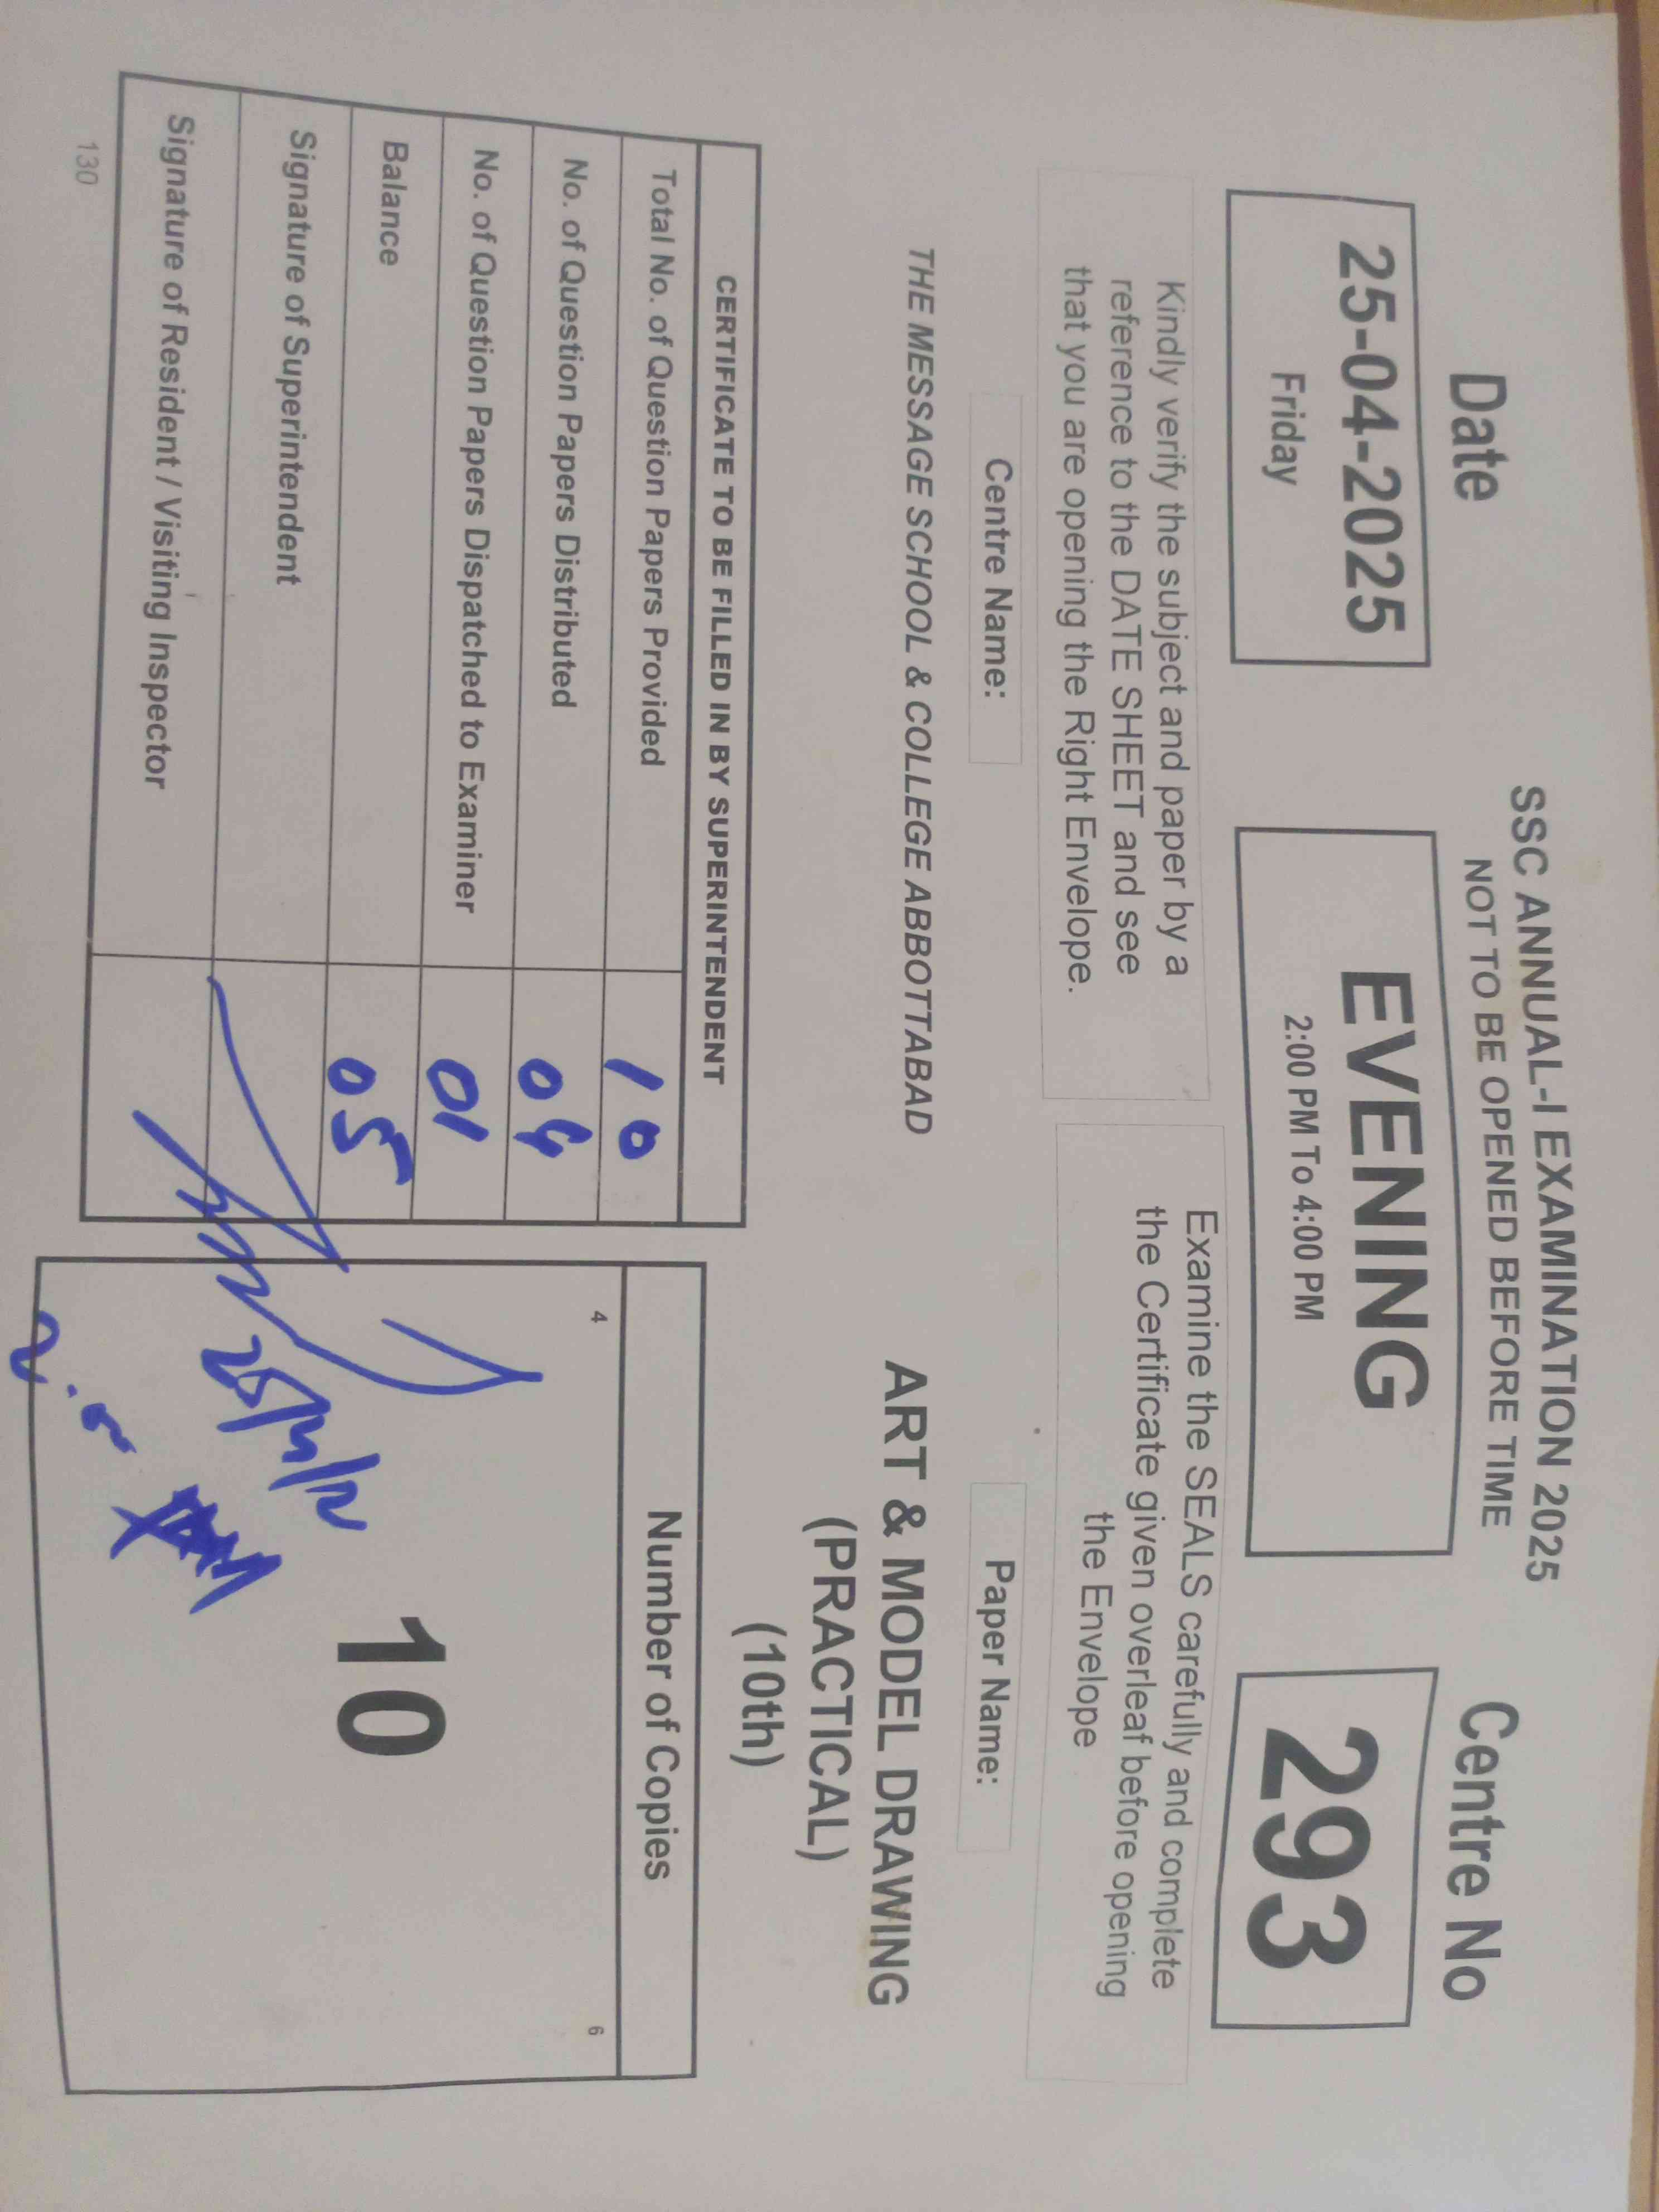 SSC ANNUAL-I EXAMINATION 2025
NOT TO BE OPENED BEFORE TIME
Date
25-04-2025
Friday
EVENING
2:00 PM To 4:00 PM
Centre No
293
Kindly verify the subject and paper by a
reference to the DATE SHEET and see
that you are opening the Right Envelope.
Examine the SEALS carefully and complete
the Certificate given overleaf before opening
the Envelope
Centre Name:
THE MESSAGE SCHOOL & COLLEGE ABBOTTABAD
Paper Name:
ART & MODEL DRAWING
(PRACTICAL)
(10th)
CERTIFICATE TO BE FILLED IN BY SUPERINTENDENT
Total No. of Question Papers Provided 10
No. of Question Papers Distributed 04
No. of Question Papers Dispatched to Examiner 01
Balance 05
Signature of Superintendent
Signature of Resident / Visiting Inspector
130
Number of Copies
4 6
10